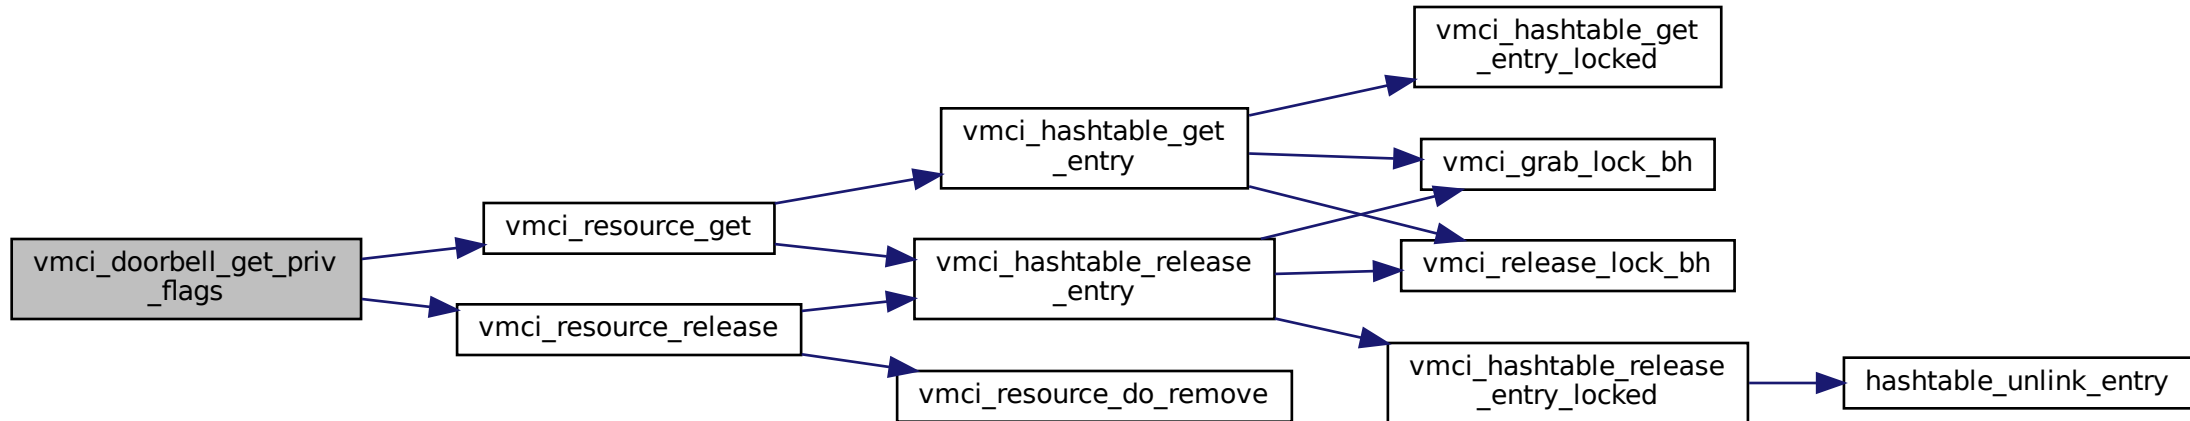 vmci_doorbell_get_priv
_flags
vmci_resource_get
vmci_resource_release
vmci_hashtable_get
_entry
vmci_hashtable_release
_entry
vmci_resource_do_remove
vmci_hashtable_get
_entry_locked
vmci_grab_lock_bh
vmci_release_lock_bh
vmci_hashtable_release
_entry_locked
hashtable_unlink_entry